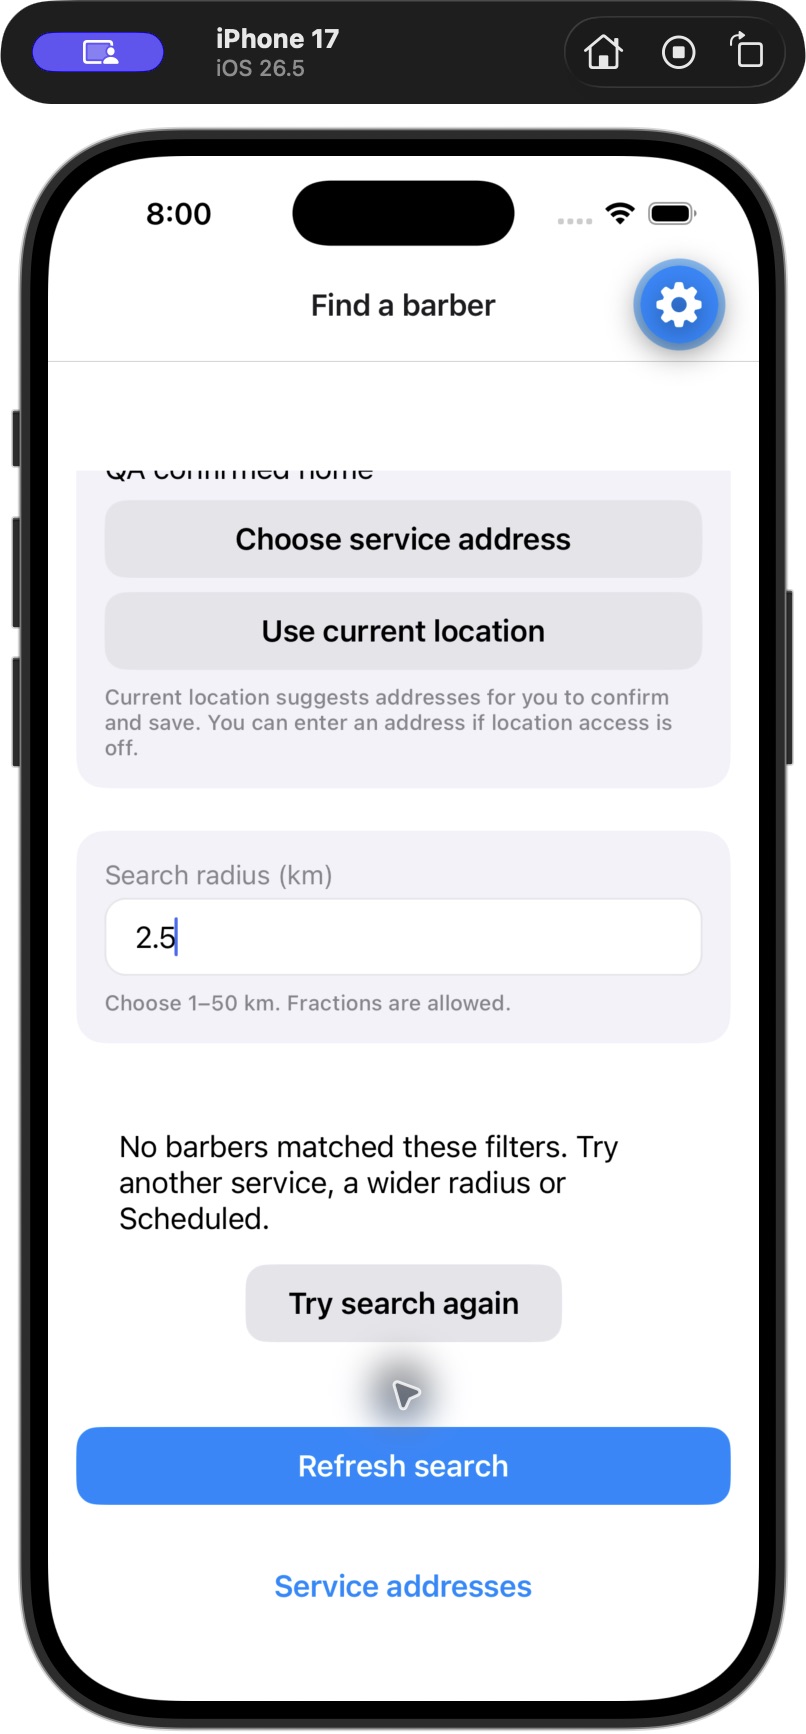 iPhone 17
iOS 26.5
8:00
Find a barber
QA confirmed home
Choose service address
Use current location
Current location suggests addresses for you to confirm
and save. You can enter an address if location access is
off.
Search radius (km)
2.5
Choose 1–50 km. Fractions are allowed.
No barbers matched these filters. Try
another service, a wider radius or
Scheduled.
Try search again
Refresh search
Service addresses